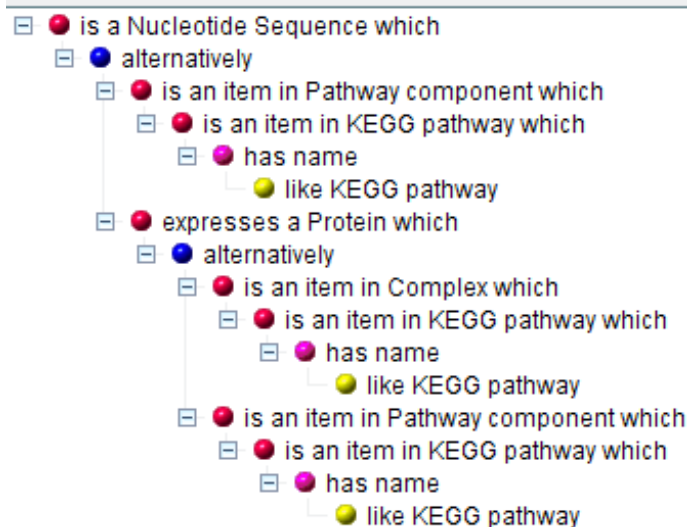 is a Nucleotide Sequence which
alternatively
is an item in Pathway component which
is an item in KEGG pathway which
has name
like KEGG pathway
expresses a Protein which
alternatively
is an item in Complex which
is an item in KEGG pathway which
has name
like KEGG pathway
is an item in Pathway component which
is an item in KEGG pathway which
has name
like KEGG pathway